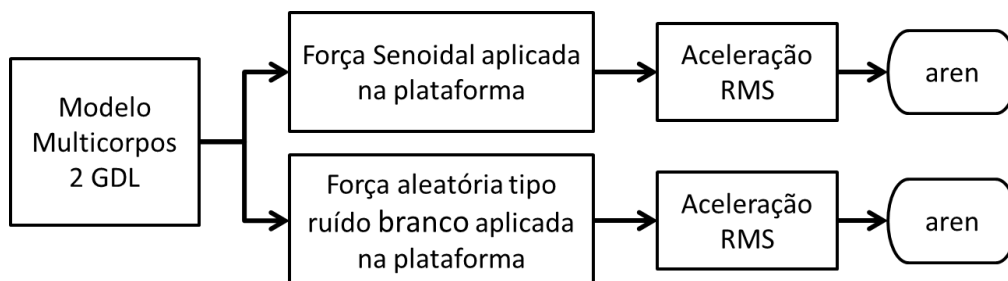 Modelo
Multicorpos
2 GDL
Força Senoidal aplicada
na plataforma
Aceleração
RMS
aren
Força aleatória tipo
ruído branco aplicada
na plataforma
Aceleração
RMS
aren